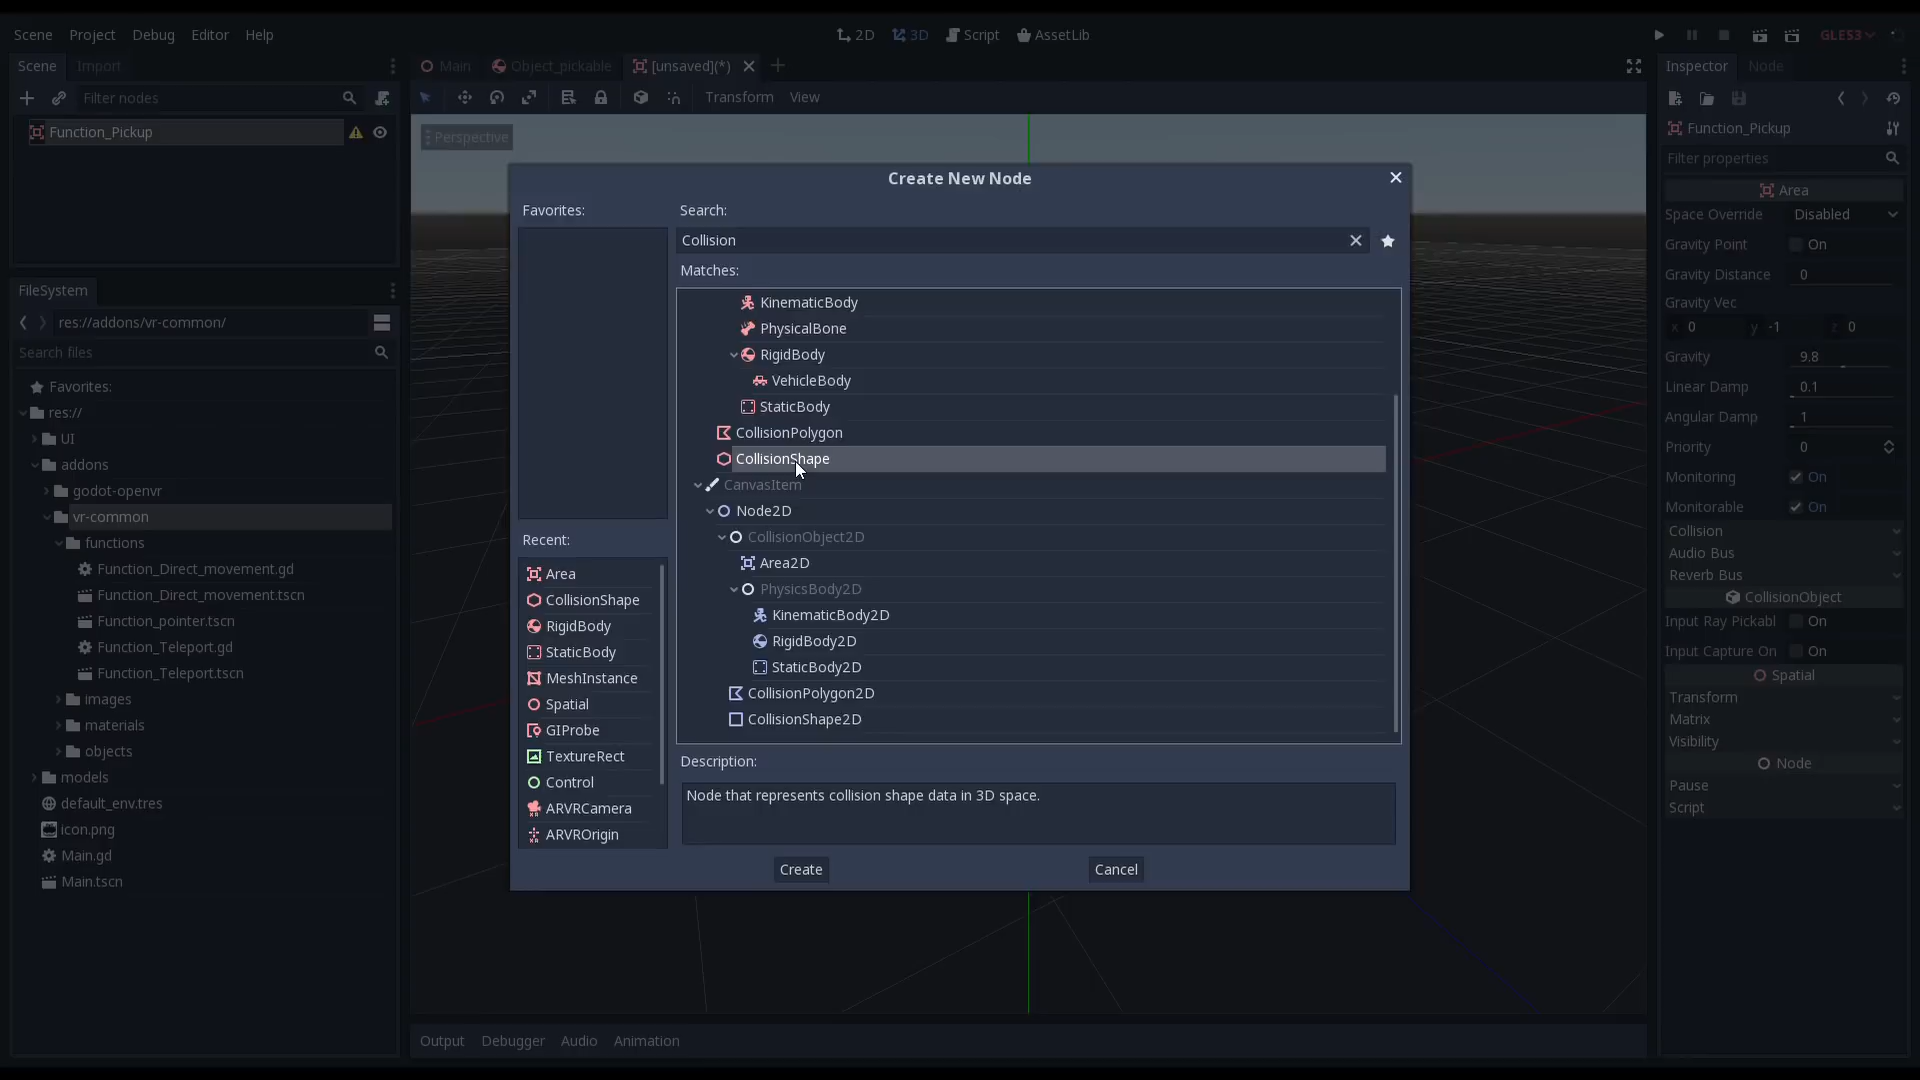 Scene Project Debug Editor Help
2D 3D Script AssetLib
GLES3
Scene Import
Main Object_pickable [unsaved](*)
Inspector Node
Filter nodes
Transform View
Function_Pickup
Perspective
Function_Pickup
Filter properties
Area
Space Override Disabled
Gravity Point On
Gravity Distance 0
Gravity Vec
x 0 y -1 z 0
Gravity 9.8
Linear Damp 0.1
Angular Damp 1
Priority 0
Monitoring On
Monitorable On
Collision
Audio Bus
Reverb Bus
CollisionObject
Input Ray Pickabl On
Input Capture On On
Spatial
Transform
Matrix
Visibility
Node
Pause
Script
FileSystem
res://addons/vr-common/
Search files
Favorites:
res://
UI
addons
godot-openvr
vr-common
functions
Function_Direct_movement.gd
Function_Direct_movement.tscn
Function_pointer.tscn
Function_Teleport.gd
Function_Teleport.tscn
images
materials
objects
models
default_env.tres
icon.png
Main.gd
Main.tscn
Create New Node
Favorites:
Search:
Collision
Matches:
KinematicBody
PhysicalBone
RigidBody
VehicleBody
StaticBody
CollisionPolygon
CollisionShape
CanvasItem
Node2D
CollisionObject2D
Area2D
PhysicsBody2D
KinematicBody2D
RigidBody2D
StaticBody2D
CollisionPolygon2D
CollisionShape2D
Recent:
Area
CollisionShape
RigidBody
StaticBody
MeshInstance
Spatial
GIProbe
TextureRect
Control
ARVRCamera
ARVROrigin
Description:
Node that represents collision shape data in 3D space.
Create Cancel
Output Debugger Audio Animation